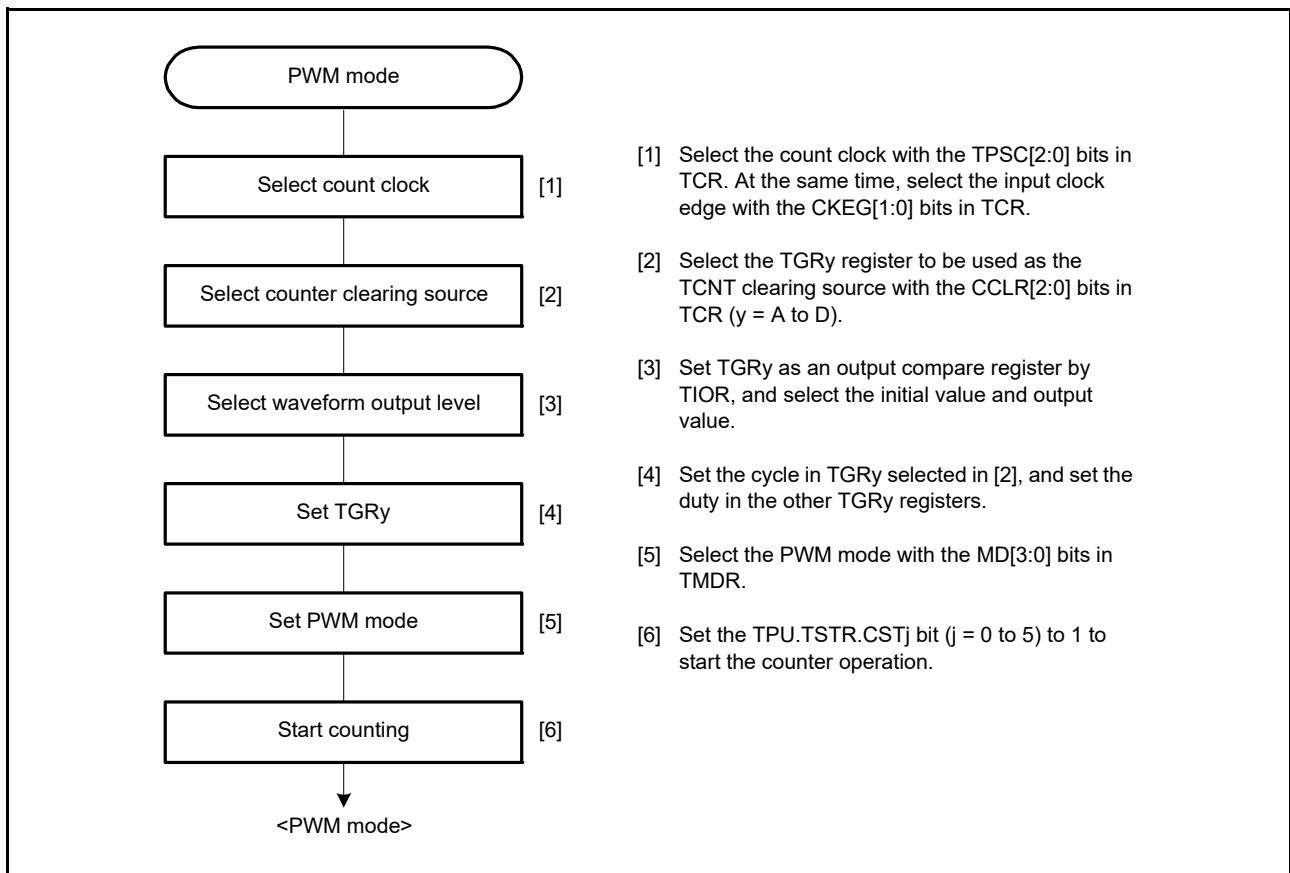 PWM mode
Select count clock [1]
Select counter clearing source [2]
Select waveform output level [3]
Set TGRy [4]
Set PWM mode [5]
Start counting [6]
<PWM mode>
[1] Select the count clock with the TPSC[2:0] bits in
TCR. At the same time, select the input clock
edge with the CKEG[1:0] bits in TCR.
[2] Select the TGRy register to be used as the
TCNT clearing source with the CCLR[2:0] bits in
TCR (y = A to D).
[3] Set TGRy as an output compare register by
TIOR, and select the initial value and output
value.
[4] Set the cycle in TGRy selected in [2], and set the
duty in the other TGRy registers.
[5] Select the PWM mode with the MD[3:0] bits in
TMDR.
[6] Set the TPU.TSTR.CSTj bit (j = 0 to 5) to 1 to
start the counter operation.